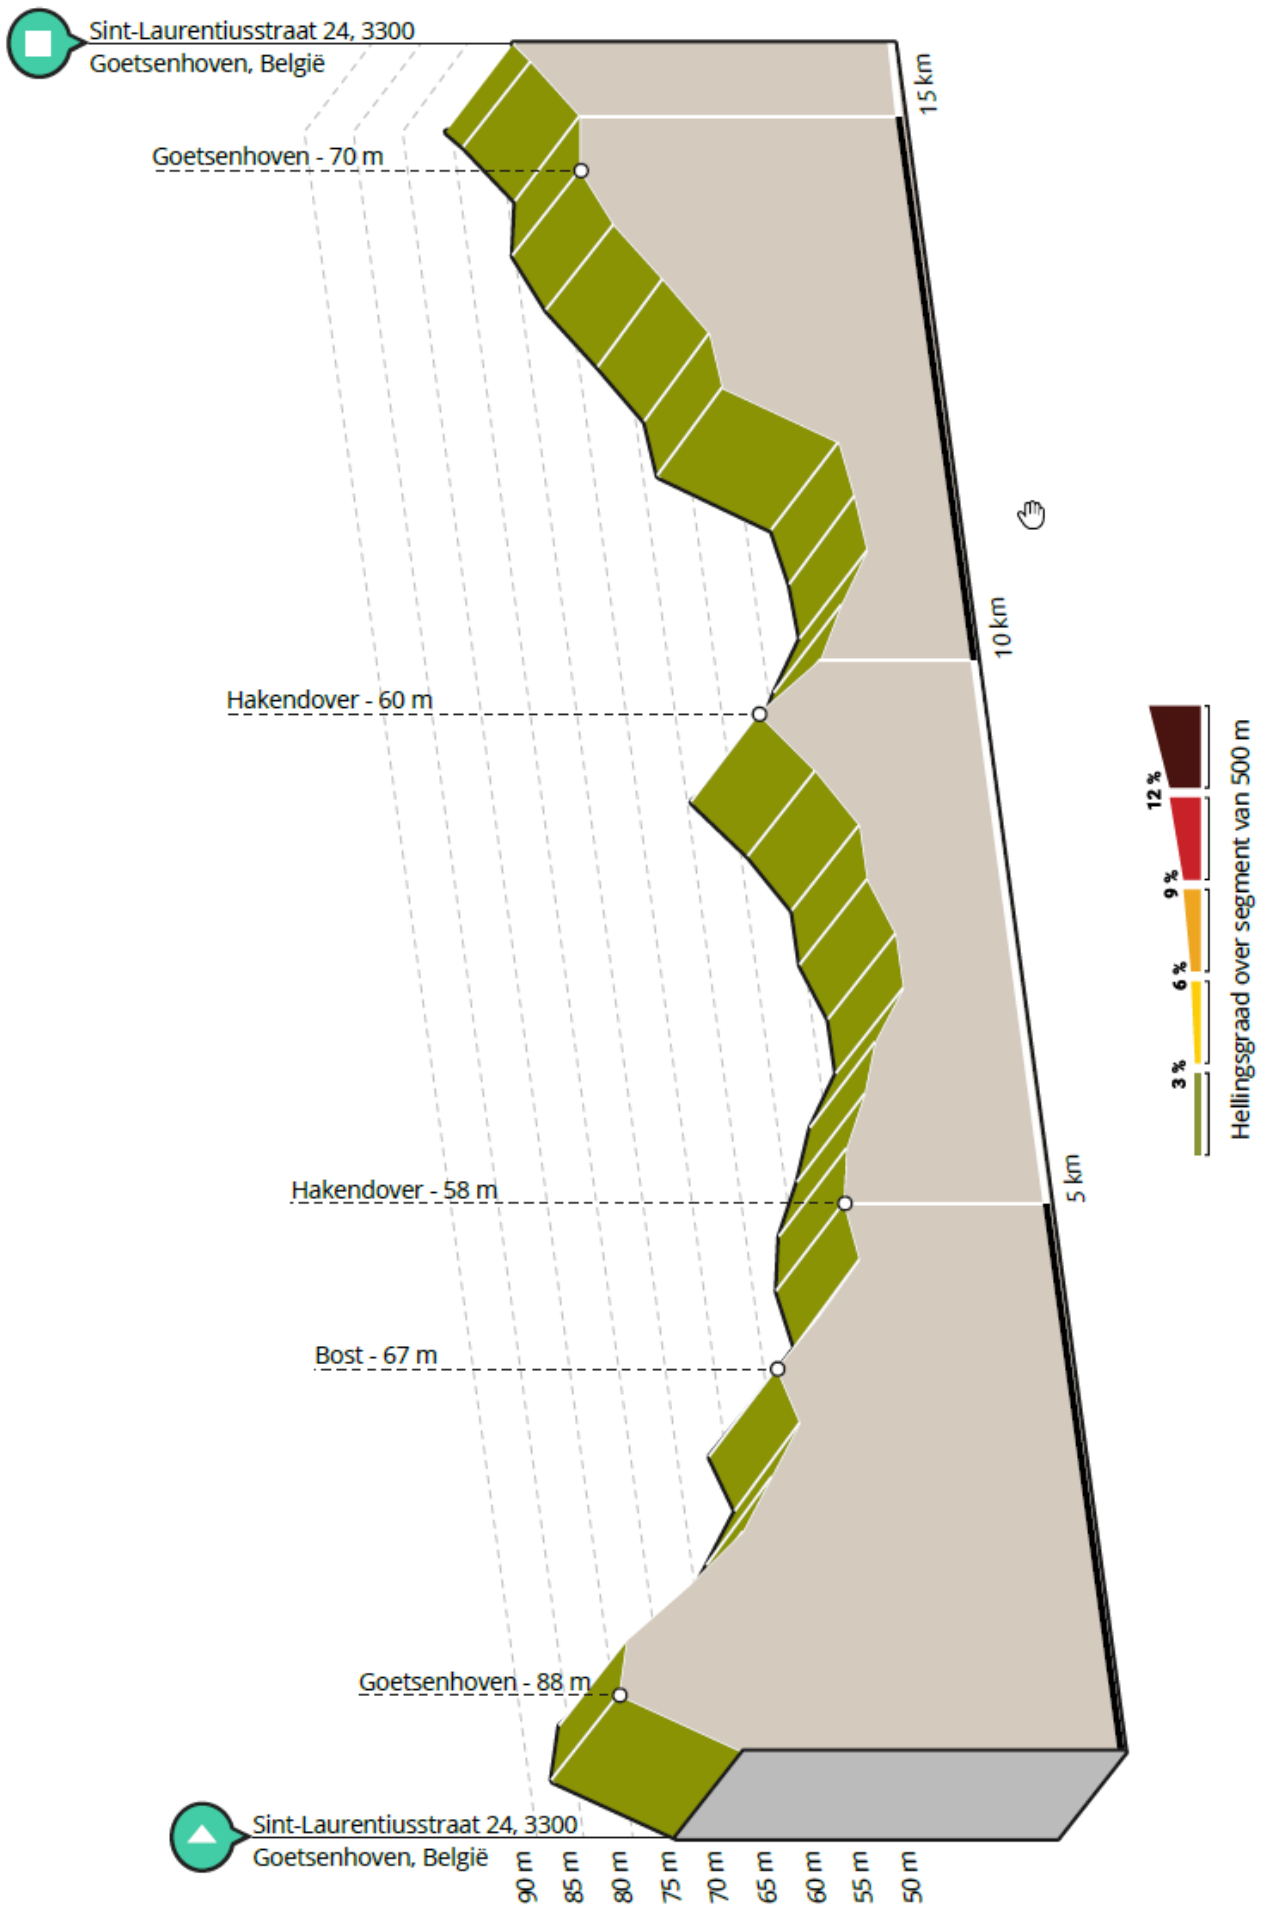 Sint-Laurentiusstraat 24, 3300
Goetsenhoven, België
15 km
Goetsenhoven - 70 m
10 km
Hakendover - 60 m
12 %
9 %
6 %
3 %
Hellingsgraad over segment van 500 m
5 km
Hakendover - 58 m
Bost - 67 m
Goetsenhoven - 88 m
Sint-Laurentiusstraat 24, 3300
Goetsenhoven, België
90 m
85 m
80 m
75 m
70 m
65 m
60 m
55 m
50 m